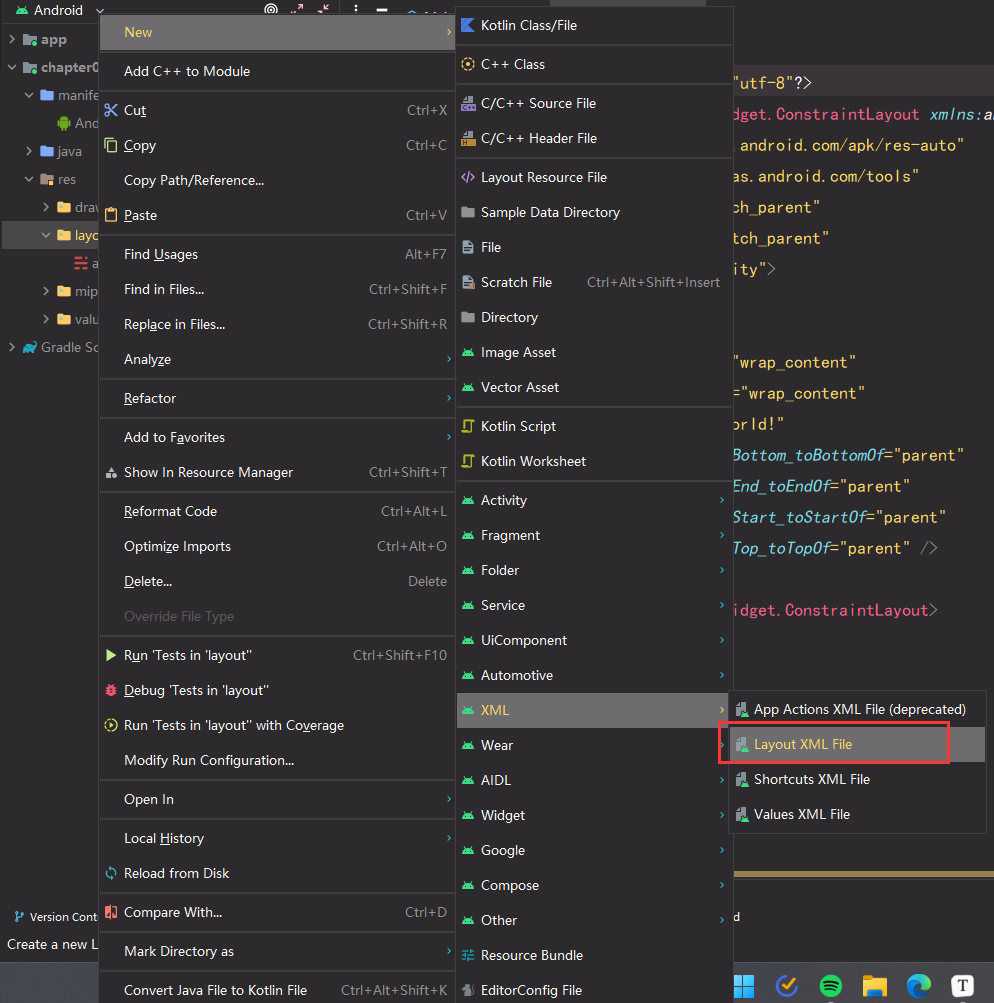 Android
app
chapter0
manife
And
java
res
draw
layo
a
mip
valu
Gradle Sc
Version Cont
Create a new L
New
Add C++ to Module
Cut Ctrl+X
Copy Ctrl+C
Copy Path/Reference...
Paste Ctrl+V
Find Usages Alt+F7
Find in Files... Ctrl+Shift+F
Replace in Files... Ctrl+Shift+R
Analyze
Refactor
Add to Favorites
Show In Resource Manager Ctrl+Shift+T
Reformat Code Ctrl+Alt+L
Optimize Imports Ctrl+Alt+O
Delete... Delete
Override File Type
Run 'Tests in 'layout'' Ctrl+Shift+F10
Debug 'Tests in 'layout''
Run 'Tests in 'layout'' with Coverage
Modify Run Configuration...
Open In
Local History
Reload from Disk
Compare With... Ctrl+D
Mark Directory as
Convert Java File to Kotlin File Ctrl+Alt+Shift+K
Kotlin Class/File
C++ Class
C/C++ Source File
C/C++ Header File
Layout Resource File
Sample Data Directory
File
Scratch File Ctrl+Alt+Shift+Insert
Directory
Image Asset
Vector Asset
Kotlin Script
Kotlin Worksheet
Activity
Fragment
Folder
Service
UiComponent
Automotive
XML
Wear
AIDL
Widget
Google
Compose
Other
Resource Bundle
EditorConfig File
App Actions XML File (deprecated)
Layout XML File
Shortcuts XML File
Values XML File
"utf-8"?>
dget.ConstraintLayout xmlns:a
.android.com/apk/res-auto"
as.android.com/tools"
ch_parent"
tch_parent"
ity">
"wrap_content"
="wrap_content"
orld!"
Bottom_toBottomOf="parent"
End_toEndOf="parent"
Start_toStartOf="parent"
Top_toTopOf="parent" />
idget.ConstraintLayout>
d
T